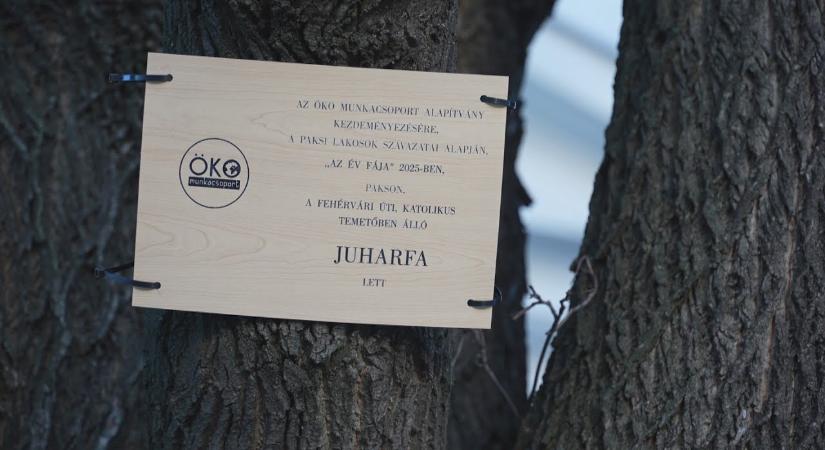 ÖKO
munkacsoport
AZ ÖKO MUNKACSOPORT ALAPÍTVÁNY
KEZDEMÉNYEZÉSÉRE,
A PAKSI LAKOSOK SZAVAZATAI ALAPJÁN,
„AZ ÉV FÁJA" 2025-BEN,
PAKSON,
A FEHÉRVÁRI ÚTI, KATOLIKUS
TEMETŐBEN ÁLLÓ
JUHARFA
LETT